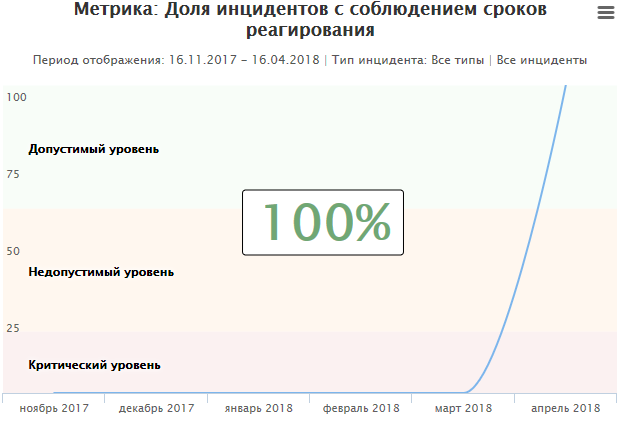 Метрика: Доля инцидентов с соблюдением сроков
реагирования
Период отображения: 16.11.2017 - 16.04.2018 | Тип инцидента: Все типы | Все инциденты
100
Допустимый уровень
75
100%
50
Недопустимый уровень
25
Критический уровень
ноябрь 2017 декабрь 2017 январь 2018 февраль 2018 март 2018 апрель 2018